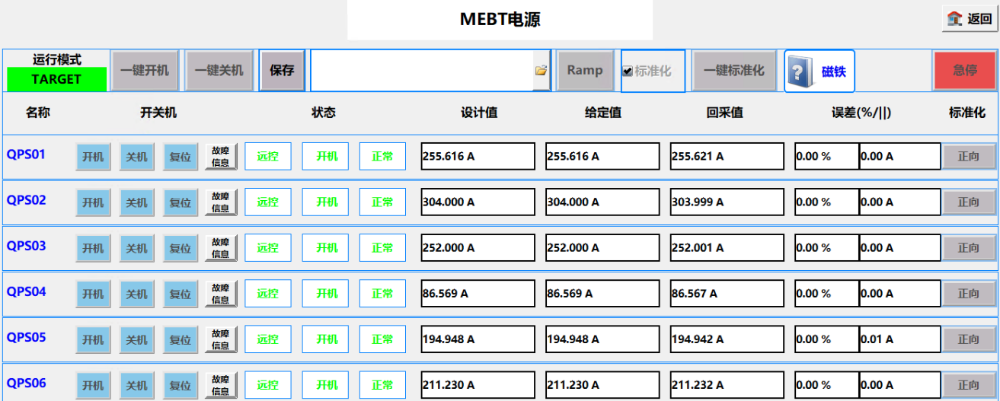 MEBT电源
返回
运行模式
TARGET
一键开机
一键关机
保存
Ramp
标准化
一键标准化
?
磁铁
急停
名称 开关机 状态 设计值 给定值 回采值 误差(%/||) 标准化
QPS01 开机 关机 复位 故障信息 远控 开机 正常 255.616 A 255.616 A 255.621 A 0.00 % 0.00 A 正向
QPS02 开机 关机 复位 故障信息 远控 开机 正常 304.000 A 304.000 A 303.999 A 0.00 % 0.00 A 正向
QPS03 开机 关机 复位 故障信息 远控 开机 正常 252.000 A 252.000 A 252.001 A 0.00 % 0.00 A 正向
QPS04 开机 关机 复位 故障信息 远控 开机 正常 86.569 A 86.569 A 86.567 A 0.00 % 0.00 A 正向
QPS05 开机 关机 复位 故障信息 远控 开机 正常 194.948 A 194.948 A 194.942 A 0.00 % 0.01 A 正向
QPS06 开机 关机 复位 故障信息 远控 开机 正常 211.230 A 211.230 A 211.232 A 0.00 % 0.00 A 正向